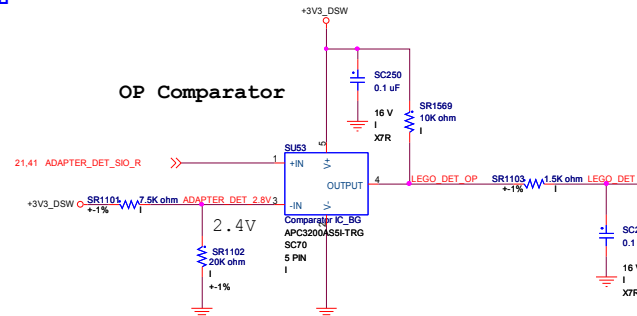 +3V3_DSW
OP Comparator
SC250
0.1 uF
16 V
I
X7R
SR1569
10K ohm
I
SU53
5
21,41 ADAPTER_DET_SIO_R
1
+IN
V+
OUTPUT
4
LEGO_DET_OP
SR1103
1.5K ohm
LEGO_DET
+-1%
I
+3V3_DSW
SR1101
7.5K ohm
ADAPTER_DET_2.8V
3
-IN
V-
+-1%
I
2.4V
Comparator IC_BG
APC3200AS5I-TRG
SC70
5 PIN
I
SR1102
20K ohm
I
+-1%
SC2
0.1
16 V
I
X7R